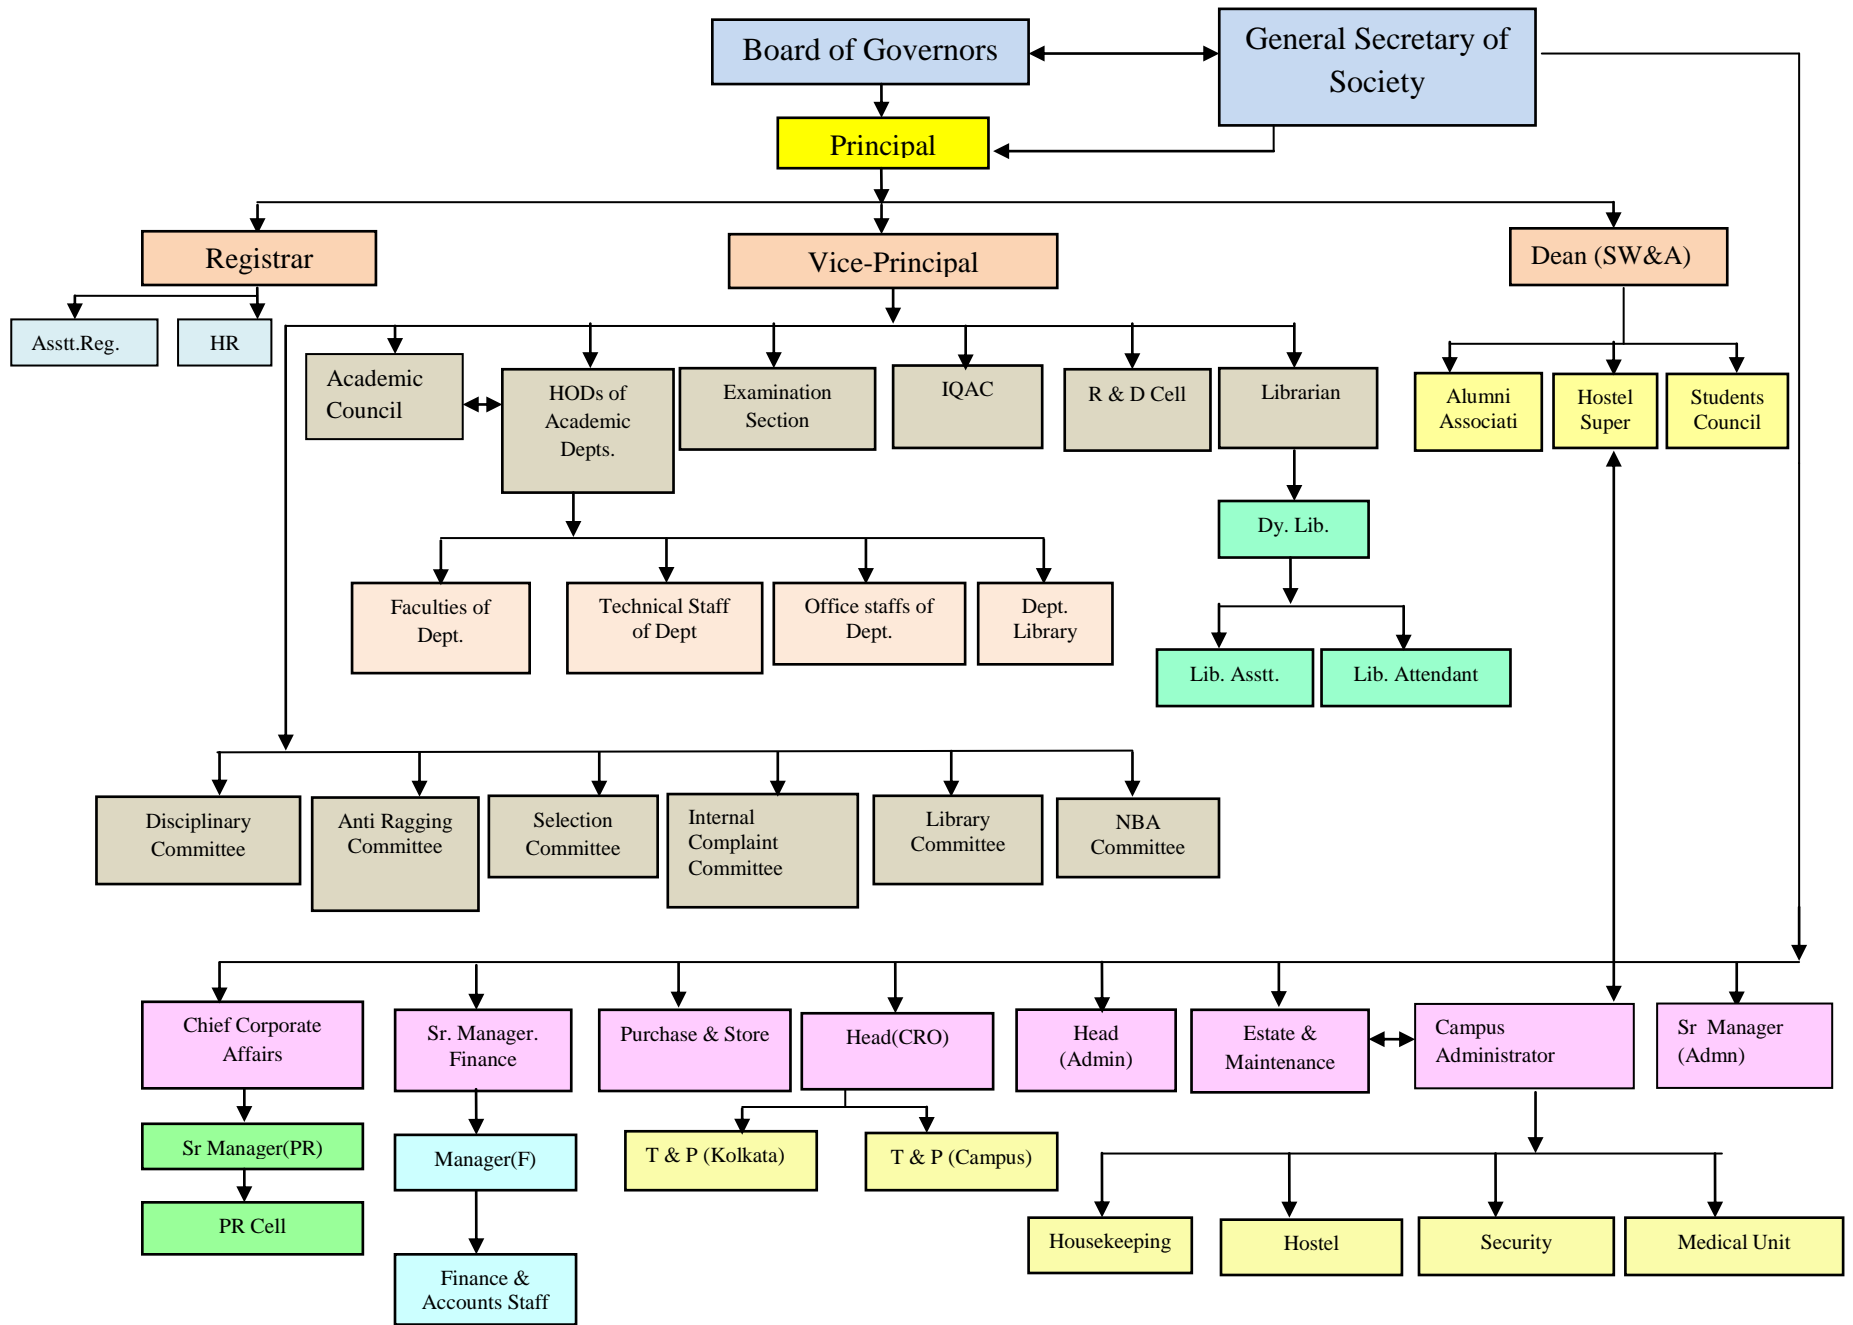 Board of Governors
General Secretary of
Society
Principal
Registrar
Vice-Principal
Dean (SW&A)
Asstt.Reg.
HR
Academic
Council
HODs of
Academic
Depts.
Examination
Section
IQAC
R & D Cell
Librarian
Alumni
Associati
Hostel
Super
Students
Council
Dy. Lib.
Faculties of
Dept.
Technical Staff
of Dept
Office staffs of
Dept.
Dept.
Library
Lib. Asstt.
Lib. Attendant
Disciplinary
Committee
Anti Ragging
Committee
Selection
Committee
Internal
Complaint
Committee
Library
Committee
NBA
Committee
Chief Corporate
Affairs
Sr. Manager.
Finance
Purchase & Store
Head(CRO)
Head
(Admin)
Estate &
Maintenance
Campus
Administrator
Sr Manager
(Admn)
Sr Manager(PR)
Manager(F)
T & P (Kolkata)
T & P (Campus)
PR Cell
Housekeeping
Hostel
Security
Medical Unit
Finance &
Accounts Staff